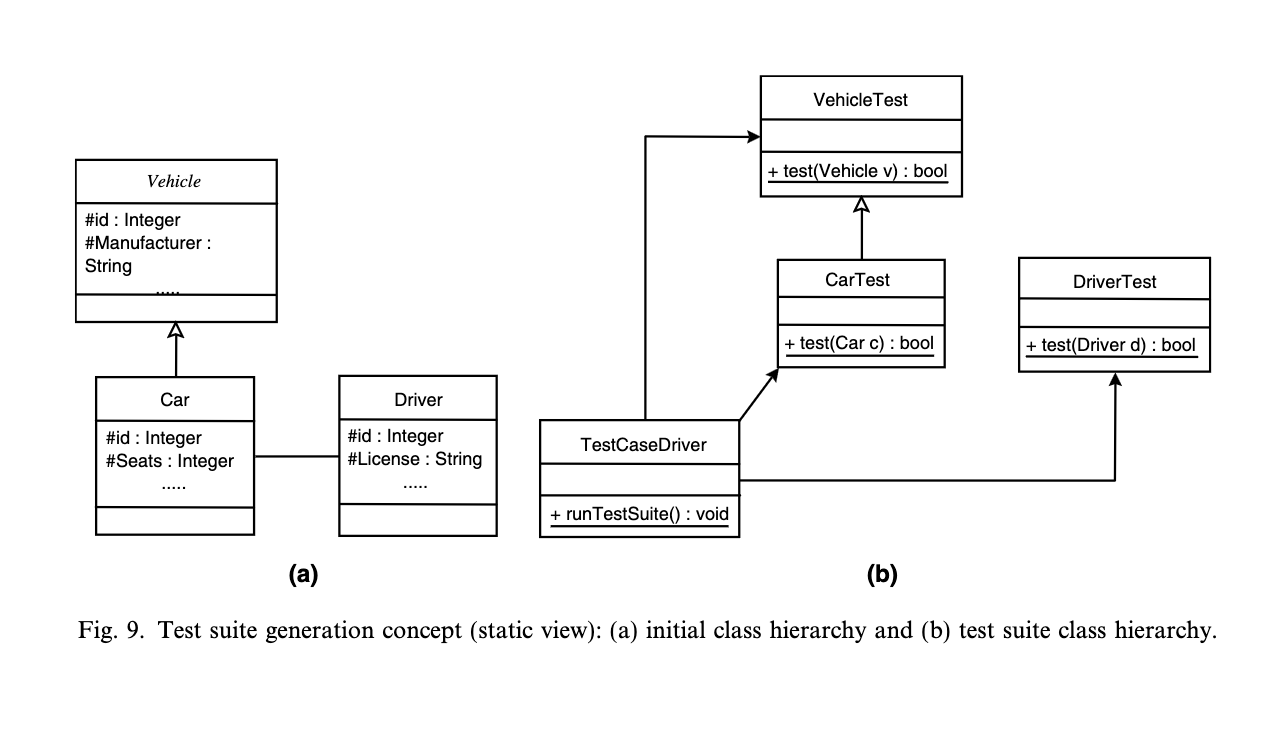 Vehicle
#id : Integer
#Manufacturer :
String
.....
Car
#id : Integer
#Seats : Integer
.....
Driver
#id : Integer
#License : String
.....
(a)
VehicleTest
+ test(Vehicle v) : bool
CarTest
+ test(Car c) : bool
DriverTest
+ test(Driver d) : bool
TestCaseDriver
+ runTestSuite() : void
(b)
Fig. 9. Test suite generation concept (static view): (a) initial class hierarchy and (b) test suite class hierarchy.